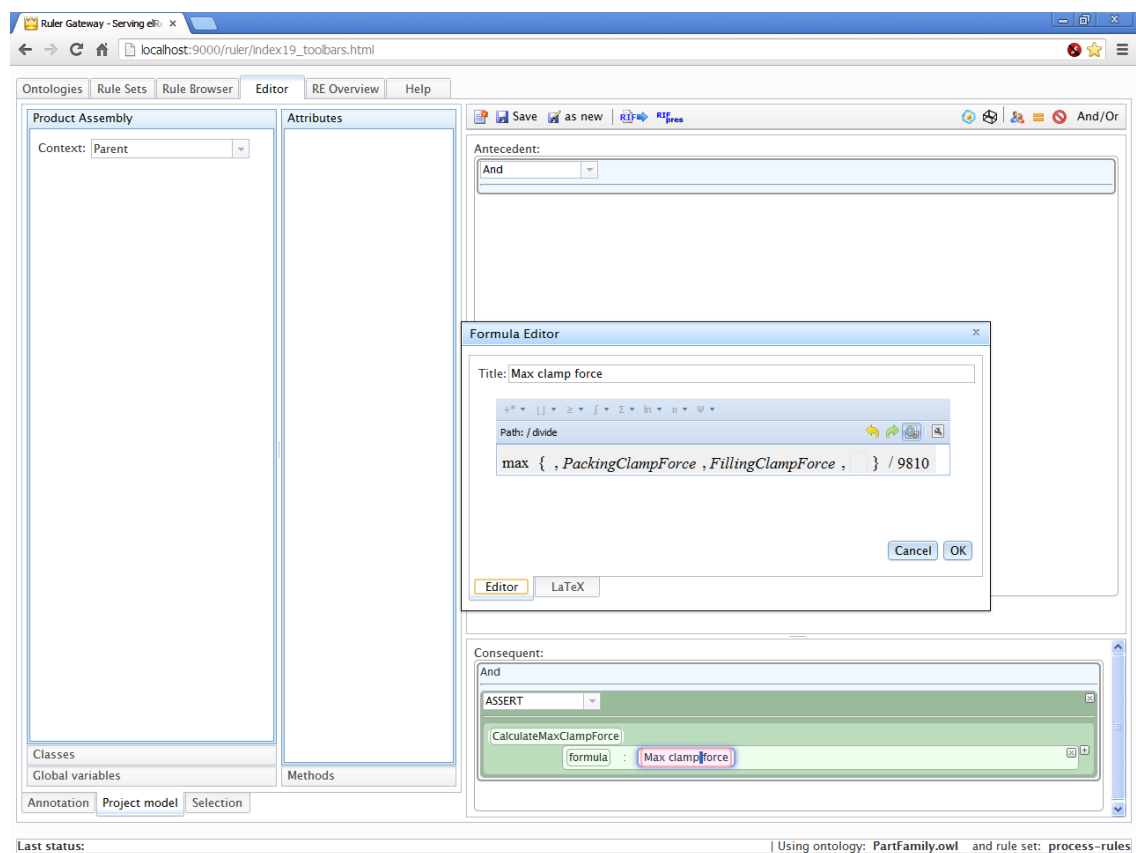 Ruler Gateway - Serving elR
localhost:9000/ruler/index19_toolbars.html
Ontologies Rule Sets Rule Browser Editor RE Overview Help
Product Assembly
Context: Parent
Classes
Global variables
Annotation Project model Selection
Attributes
Methods
Save as new RIF RIFpres And/Or
Antecedent:
And
Formula Editor x
Title: Max clamp force
+* ⌊⌋ ≥ ∫ Σ ln π Ψ
Path: / divide
max { , PackingClampForce , FillingClampForce , } / 9810
Cancel OK
Editor LaTeX
Consequent:
And
ASSERT
CalculateMaxClampForce
formula : Max clamp force
Last status: | Using ontology: PartFamily.owl and rule set: process-rules